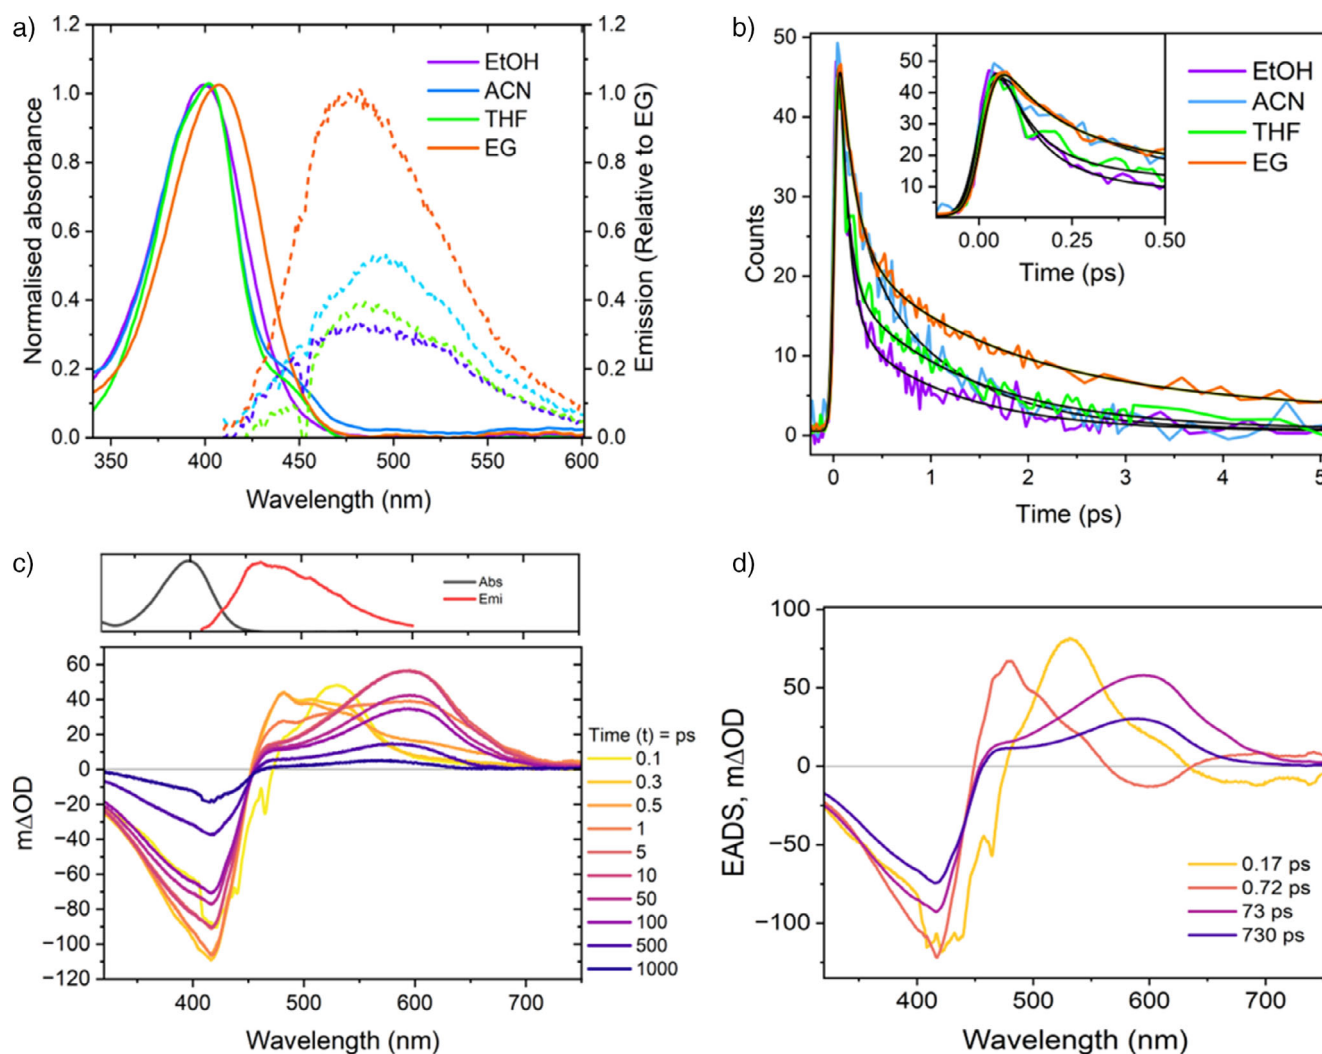 a)
1.2
1.0
0.8
0.6
0.4
0.2
0.0
Normalised absorbance
1.2
1.0
0.8
0.6
0.4
0.2
0.0
Emission (Relative to EG)
EtOH
ACN
THF
EG
350 400 450 500 550 600
Wavelength (nm)
b)
50
40
30
20
10
0
Counts
50
40
30
20
10
0.00 0.25 0.50
Time (ps)
EtOH
ACN
THF
EG
0 1 2 3 4 5
Time (ps)
c)
Abs
Emi
60
40
20
0
−20
−40
−60
−80
−100
−120
mΔOD
Time (t) = ps
0.1
0.3
0.5
1
5
10
50
100
500
1000
400 500 600 700
Wavelength (nm)
d)
100
50
0
−50
−100
EADS, mΔOD
0.17 ps
0.72 ps
73 ps
730 ps
400 500 600 700
Wavelength (nm)